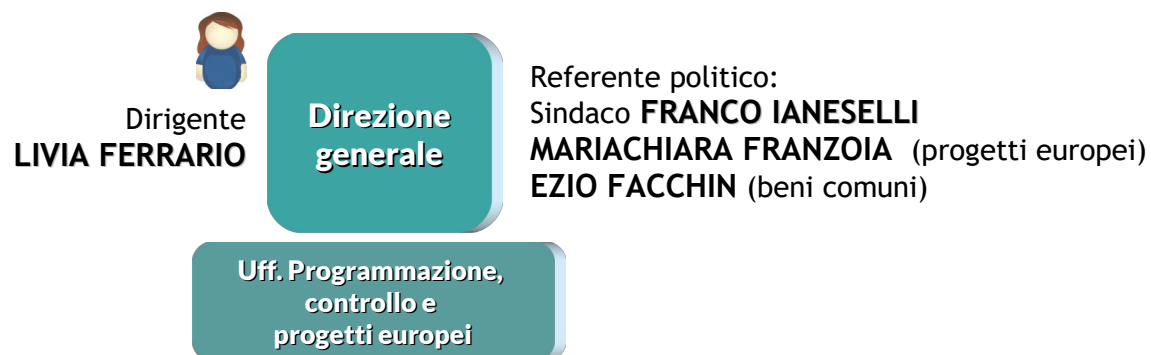 Dirigente
LIVIA FERRARIO
Direzione
generale
Referente politico:
Sindaco FRANCO IANESELLI
MARIACHIARA FRANZOIA (progetti europei)
EZIO FACCHIN (beni comuni)
Uff. Programmazione,
controllo e
progetti europei